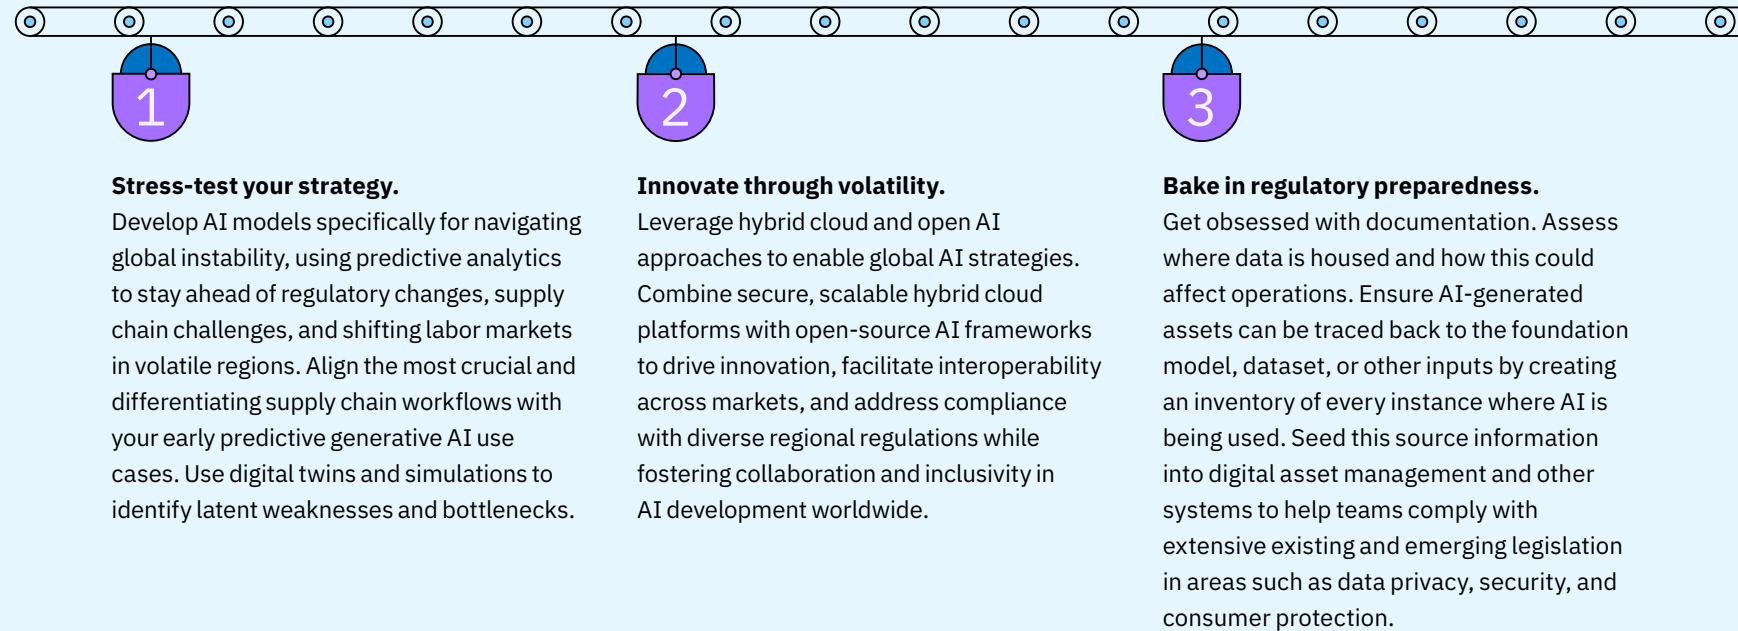 1
Stress-test your strategy.
Develop AI models specifically for navigating
global instability, using predictive analytics
to stay ahead of regulatory changes, supply
chain challenges, and shifting labor markets
in volatile regions. Align the most crucial and
differentiating supply chain workflows with
your early predictive generative AI use
cases. Use digital twins and simulations to
identify latent weaknesses and bottlenecks.
2
Innovate through volatility.
Leverage hybrid cloud and open AI
approaches to enable global AI strategies.
Combine secure, scalable hybrid cloud
platforms with open-source AI frameworks
to drive innovation, facilitate interoperability
across markets, and address compliance
with diverse regional regulations while
fostering collaboration and inclusivity in
AI development worldwide.
3
Bake in regulatory preparedness.
Get obsessed with documentation. Assess
where data is housed and how this could
affect operations. Ensure AI-generated
assets can be traced back to the foundation
model, dataset, or other inputs by creating
an inventory of every instance where AI is
being used. Seed this source information
into digital asset management and other
systems to help teams comply with
extensive existing and emerging legislation
in areas such as data privacy, security, and
consumer protection.